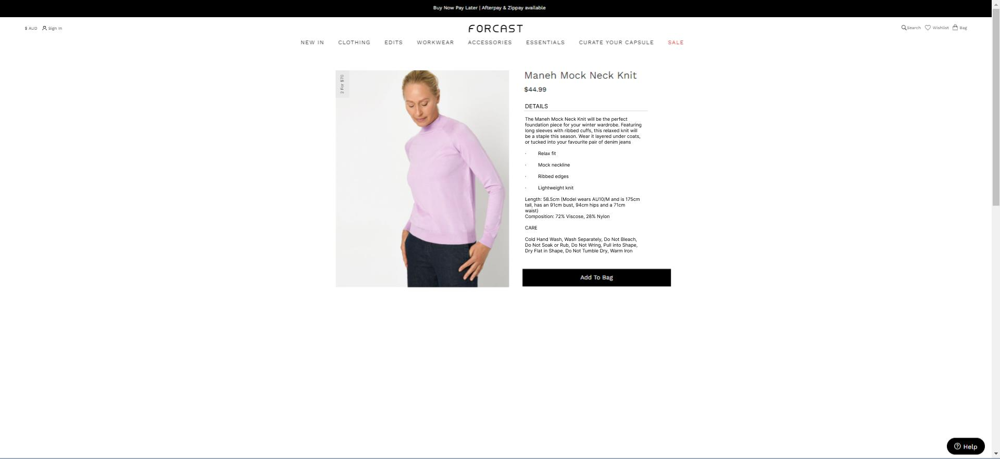 Buy Now Pay Later | Afterpay & Zippay available
$ AUD Sign In
FORCAST
Search Wishlist Bag
NEW IN CLOTHING EDITS WORKWEAR ACCESSORIES ESSENTIALS CURATE YOUR CAPSULE SALE
2 For $70
Maneh Mock Neck Knit
$44.99
DETAILS
The Maneh Mock Neck Knit will be the perfect
foundation piece for your winter wardrobe. Featuring
long sleeves with ribbed cuffs, this relaxed knit will
be a staple this season. Wear it layered under coats,
or tucked into your favourite pair of denim jeans
· Relax fit
· Mock neckline
· Ribbed edges
· Lightweight knit
Length: 58.5cm (Model wears AU10/M and is 175cm
tall, has an 91cm bust, 94cm hips and a 71cm
waist)
Composition: 72% Viscose, 28% Nylon
CARE
Cold Hand Wash, Wash Separately, Do Not Bleach,
Do Not Soak or Rub, Do Not Wring, Pull into Shape,
Dry Flat in Shape, Do Not Tumble Dry, Warm Iron
Add To Bag
Help